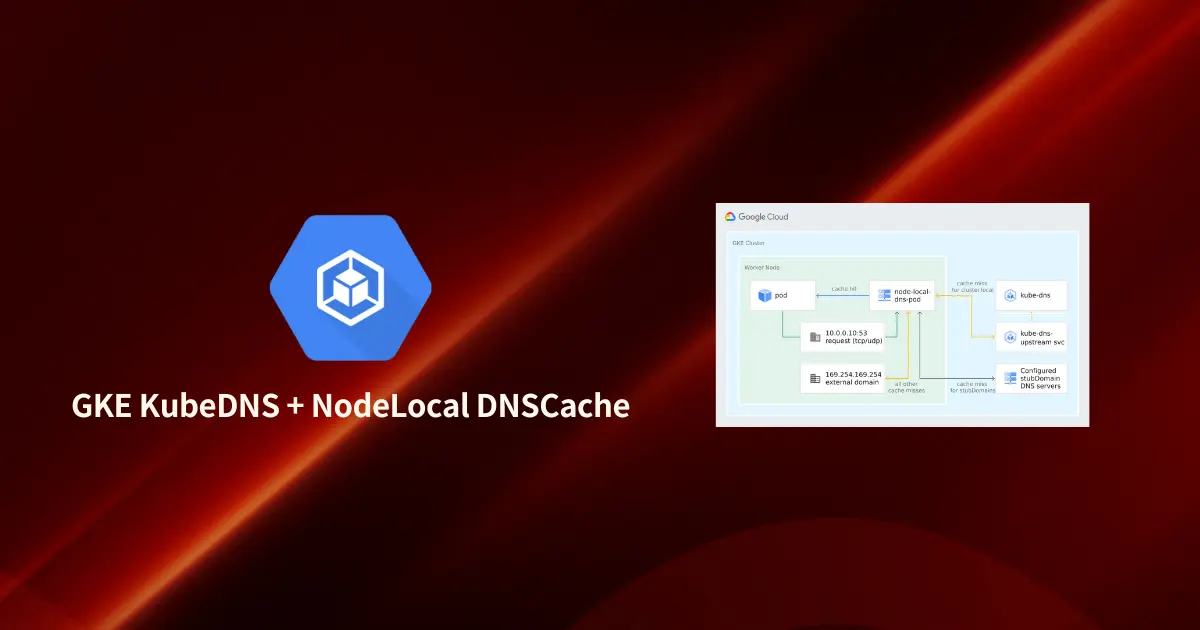 GKE KubeDNS + NodeLocal DNSCache
Google Cloud
GKE Cluster
Worker Node
pod
cache hit
node-local-
dns-pod
10.0.0.10:53
request (tcp/udp)
169.254.169.254
external domain
all other
cache misses
cache miss
for cluster.local
kube-dns
kube-dns-
upstream svc
cache miss
for stubDomains
Configured
stubDomain
DNS servers